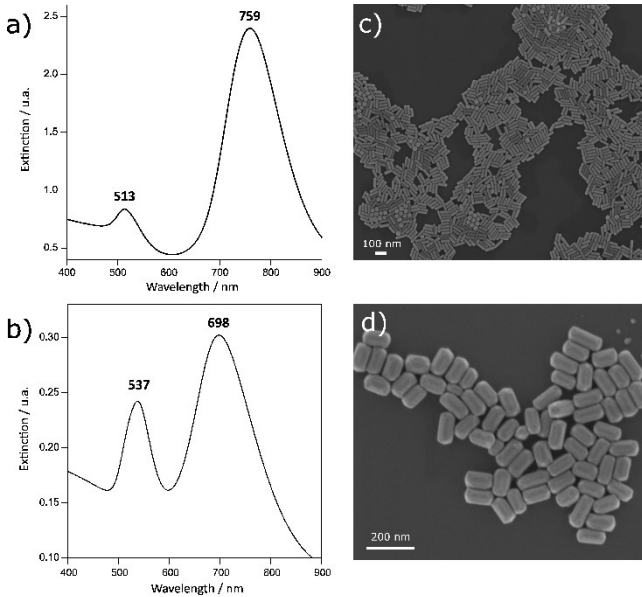 a)
759
513
Extinction / u.a.
2.5
2.0
1.5
1.0
0.5
400 500 600 700 800 900
Wavelength / nm
c)
100 nm
b)
698
537
Extinction / u.a.
0.30
0.25
0.20
0.15
0.10
400 500 600 700 800 900
Wavelength / nm
d)
200 nm